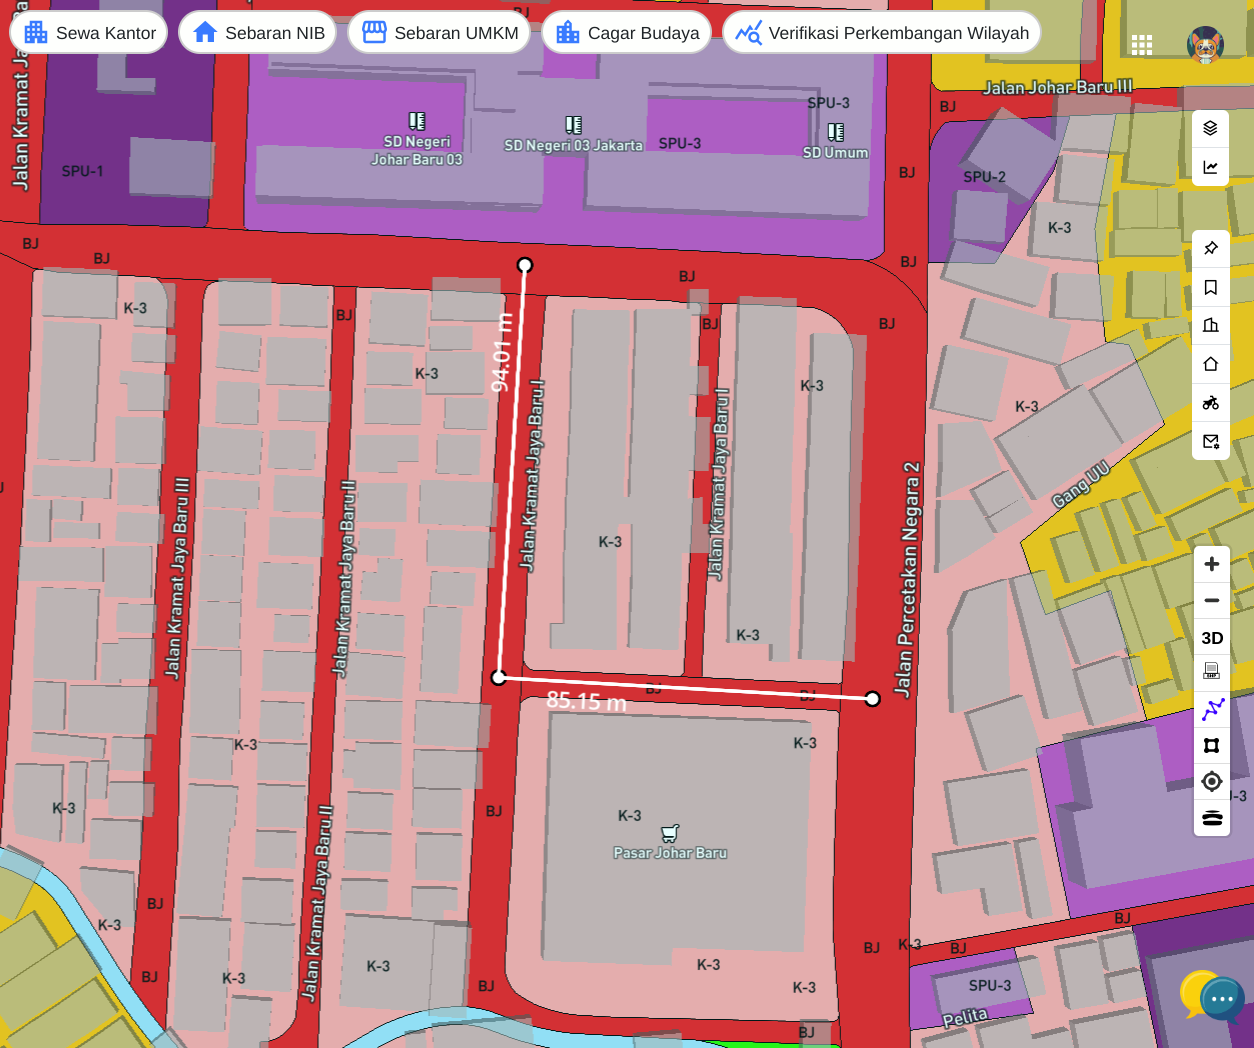 Sewa Kantor
Sebaran NIB
Sebaran UMKM
Cagar Budaya
Verifikasi Perkembangan Wilayah
BJ
Jalan Johar Baru III
BJ
SPU-3
SD Negeri
Johar Baru 03
SD Negeri 03 Jakarta
SPU-3
SD Umum
SPU-1
BJ
SPU-2
K-3
BJ
BJ
BJ
BJ
K-3
BJ
BJ
BJ
94.01 m
K-3
K-3
K-3
Jalan Kramat Jaya Baru I
Jalan Kramat Jaya Baru I
Jalan Kramat Jaya Baru III
Jalan Kramat Jaya Baru II
Jalan Percetakan Negara 2
Gang UU
K-3
3D
SHP
K-3
BJ
BJ
85.15 m
K-3
K-3
K-3
BJ
K-3
Pasar Johar Baru
Jalan Kramat Jaya Baru II
BJ
K-3
BJ
K-3
BJ
BJ
K-3
K-3
K-3
BJ
BJ
K-3
K-3
SPU-3
Pelita
BJ